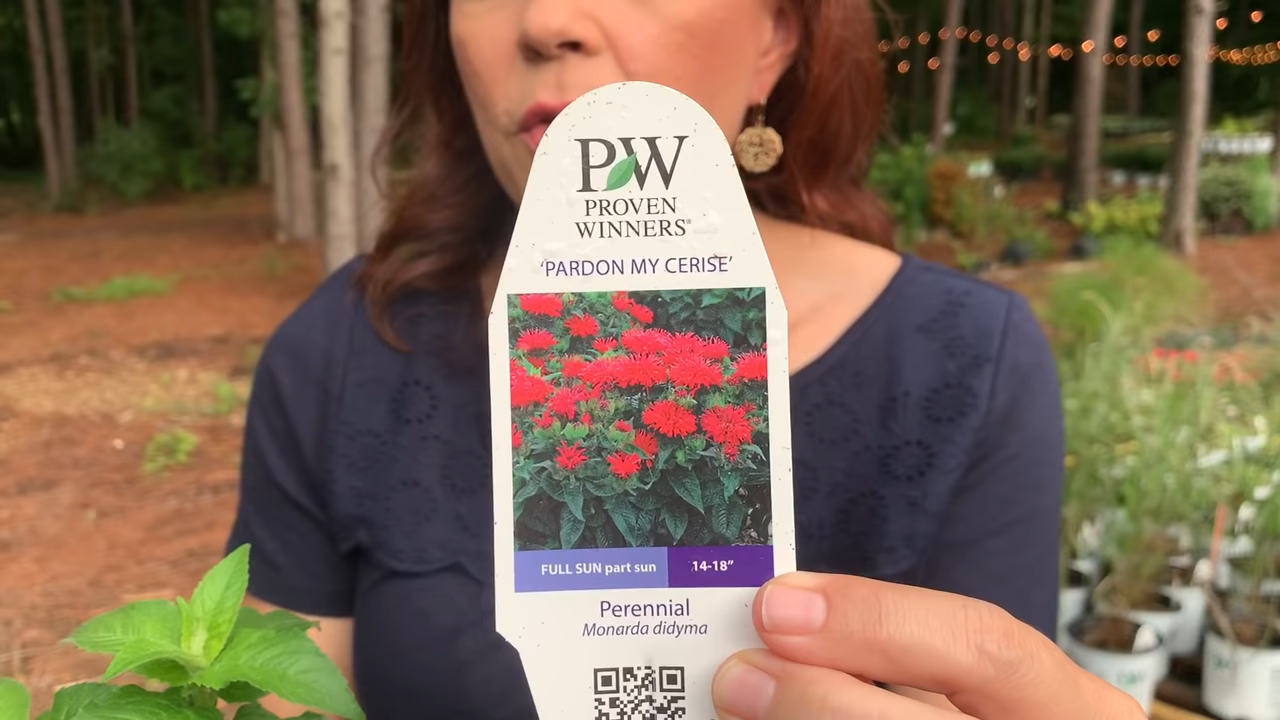 PW
PROVEN
WINNERS®
'PARDON MY CERISE'
FULL SUN part sun 14-18"
Perennial
Monarda didyma